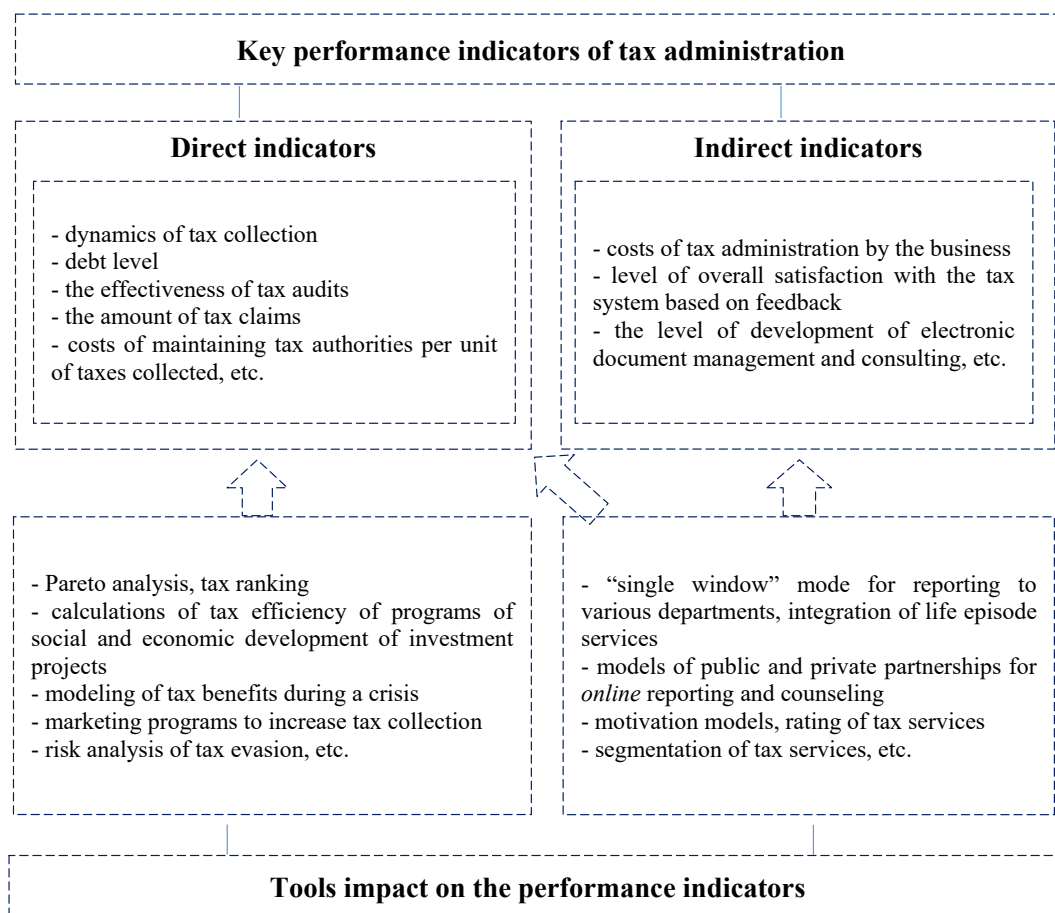 Key performance indicators of tax administration
Direct indicators
- dynamics of tax collection
- debt level
- the effectiveness of tax audits
- the amount of tax claims
- costs of maintaining tax authorities per unit
of taxes collected, etc.
Indirect indicators
- costs of tax administration by the business
- level of overall satisfaction with the tax
system based on feedback
- the level of development of electronic
document management and consulting, etc.
- Pareto analysis, tax ranking
- calculations of tax efficiency of programs of
social and economic development of investment
projects
- modeling of tax benefits during a crisis
- marketing programs to increase tax collection
- risk analysis of tax evasion, etc.
- “single window” mode for reporting to
various departments, integration of life episode
services
- models of public and private partnerships for
online reporting and counseling
- motivation models, rating of tax services
- segmentation of tax services, etc.
Tools impact on the performance indicators